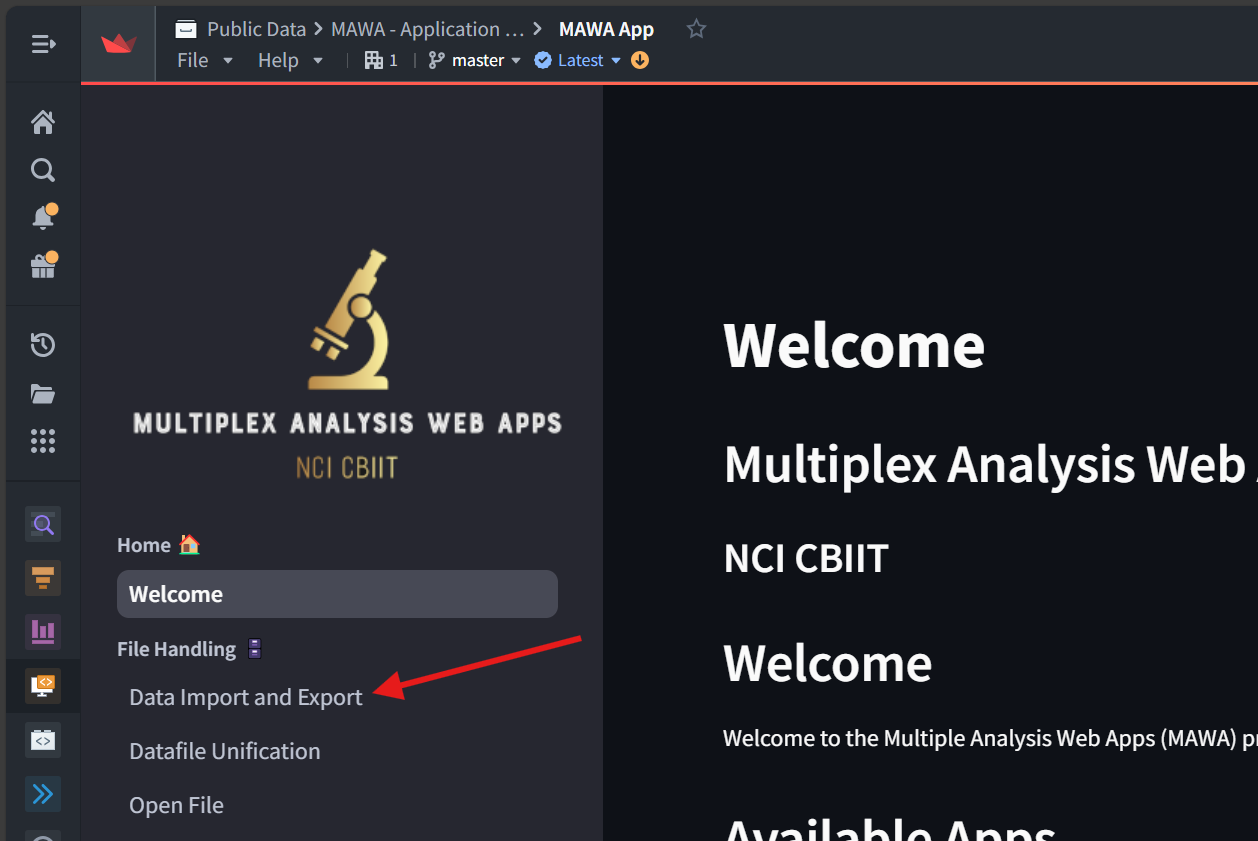 Public Data > MAWA - Application ... > MAWA App
File Help 1 master Latest
MULTIPLEX ANALYSIS WEB APPS
NCI CBIIT
Home
Welcome
File Handling
Data Import and Export
Datafile Unification
Open File
Welcome
Multiplex Analysis Web
NCI CBIIT
Welcome
Welcome to the Multiple Analysis Web Apps (MAWA)
Available Apps